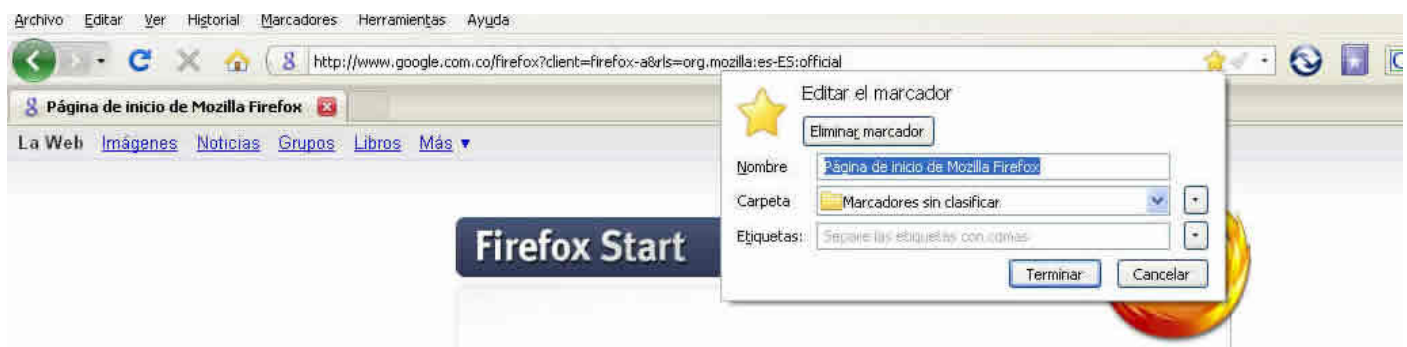 Archivo Editar Ver Historial Marcadores Herramientas Ayuda
http://www.google.com.co/firefox?client=firefox-a&rls=org.mozilla:es-ES:official
Página de inicio de Mozilla Firefox
La Web Imágenes Noticias Grupos Libros Más ▼
Firefox Start
Editar el marcador
Eliminar marcador
Nombre Página de inicio de Mozilla Firefox
Carpeta Marcadores sin clasificar
Etiquetas: Separe las etiquetas con comas
Terminar Cancelar